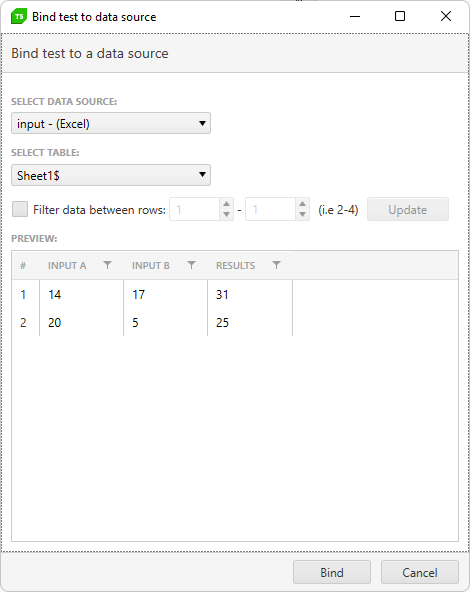 TS Bind test to data source
Bind test to a data source
SELECT DATA SOURCE:
input - (Excel)
SELECT TABLE:
Sheet1$
Filter data between rows: 1 - 1 (i.e 2-4) Update
PREVIEW:
# INPUT A INPUT B RESULTS
1 14 17 31
2 20 5 25
Bind Cancel